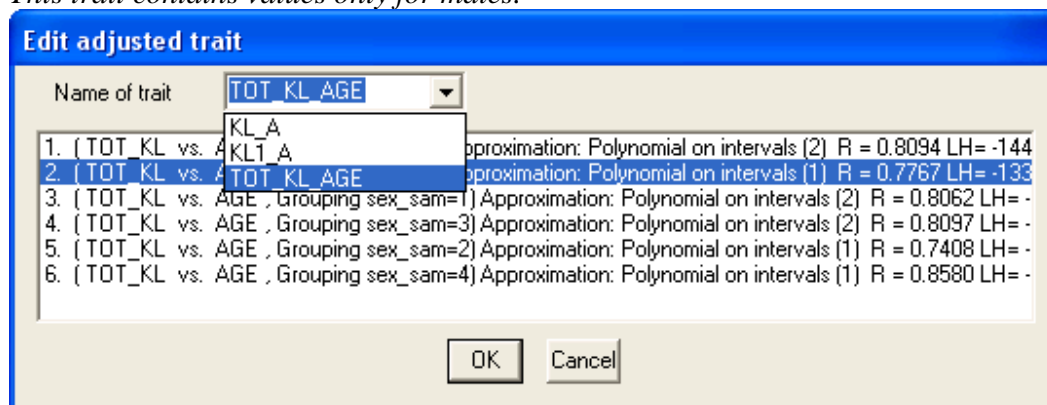 This trait contains values only for males.
Edit adjusted trait
Name of trait TOT_KL_AGE
KL_A
KL1_A
TOT_KL_AGE
1. (TOT_KL vs. pproximation: Polynomial on intervals (2) R = 0.8094 LH= -144
2. (TOT_KL vs. pproximation: Polynomial on intervals (1) R = 0.7767 LH= -133
3. (TOT_KL vs. AGE , Grouping sex_sam=1) Approximation: Polynomial on intervals (2) R = 0.8062 LH= -
4. (TOT_KL vs. AGE , Grouping sex_sam=3) Approximation: Polynomial on intervals (2) R = 0.8097 LH= -
5. (TOT_KL vs. AGE , Grouping sex_sam=2) Approximation: Polynomial on intervals (1) R = 0.7408 LH= -
6. (TOT_KL vs. AGE , Grouping sex_sam=4) Approximation: Polynomial on intervals (1) R = 0.8580 LH= -
OK Cancel